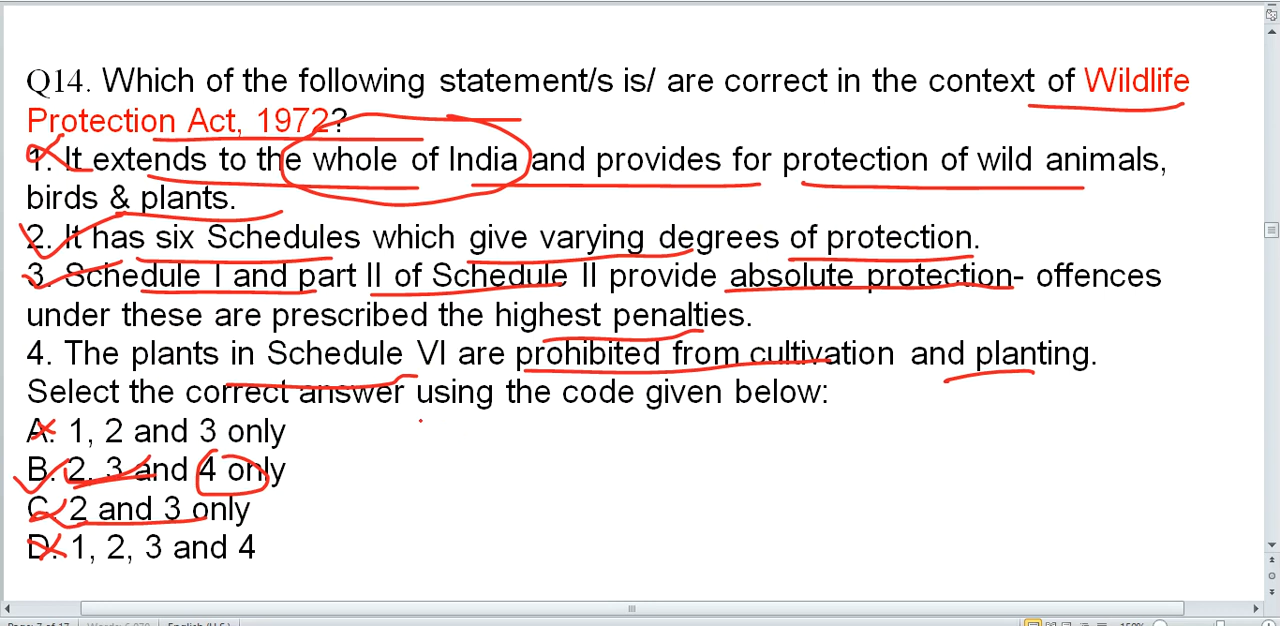 Q14. Which of the following statement/s is/ are correct in the context of Wildlife
Protection Act, 1972?
1. It extends to the whole of India and provides for protection of wild animals,
birds & plants.
2. It has six Schedules which give varying degrees of protection.
3. Schedule I and part II of Schedule II provide absolute protection- offences
under these are prescribed the highest penalties.
4. The plants in Schedule VI are prohibited from cultivation and planting.
Select the correct answer using the code given below:
A. 1, 2 and 3 only
B. 2, 3 and 4 only
C. 2 and 3 only
D. 1, 2, 3 and 4